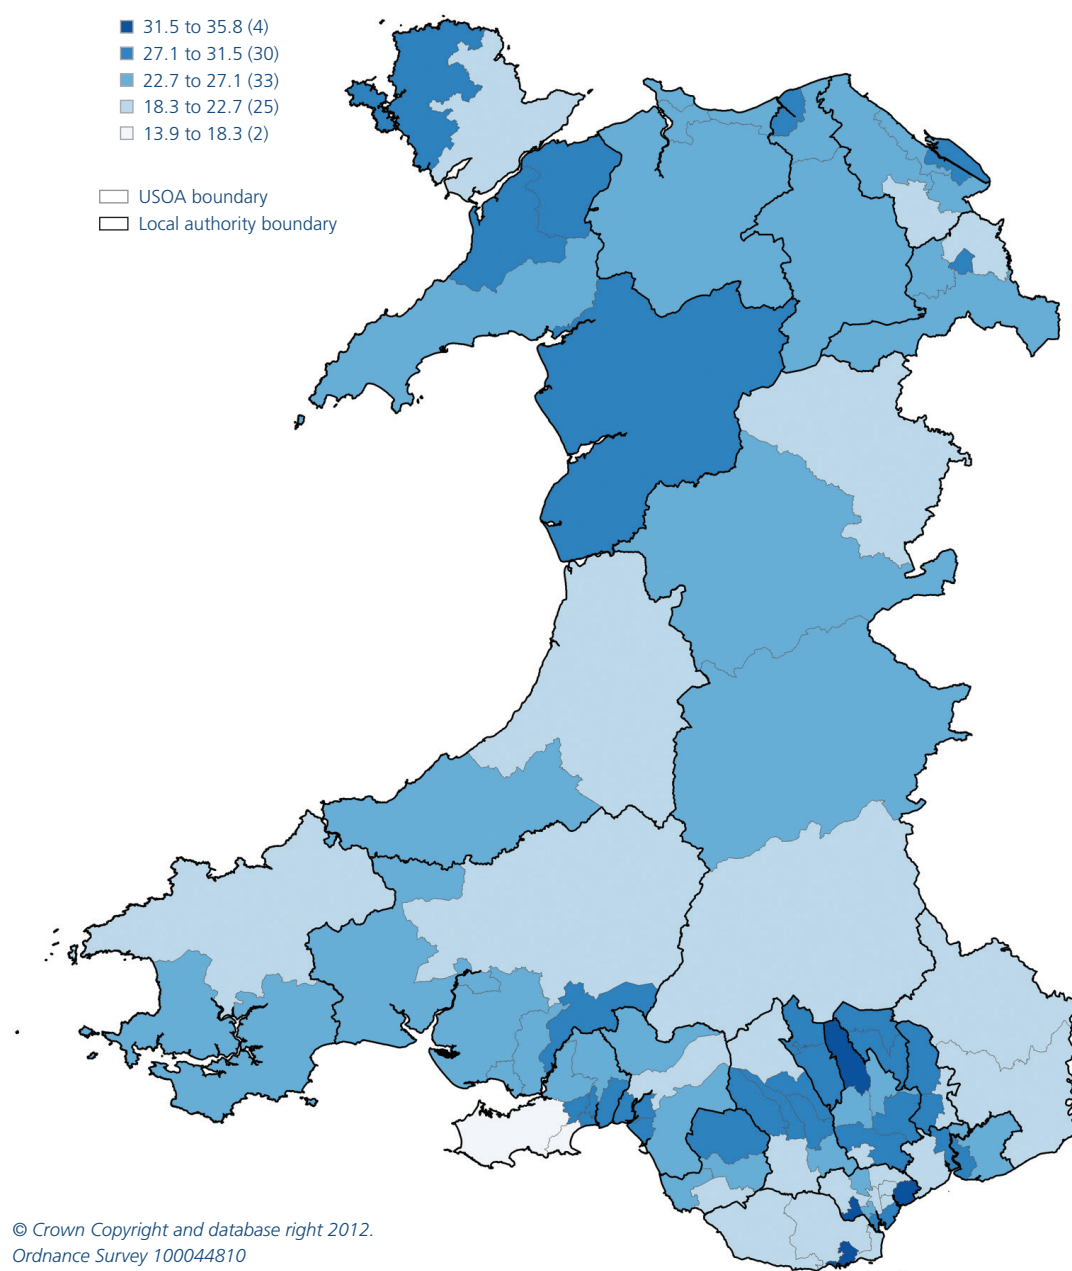 31.5 to 35.8 (4)
27.1 to 31.5 (30)
22.7 to 27.1 (33)
18.3 to 22.7 (25)
13.9 to 18.3 (2)
USOA boundary
Local authority boundary
© Crown Copyright and database right 2012.
Ordnance Survey 100044810